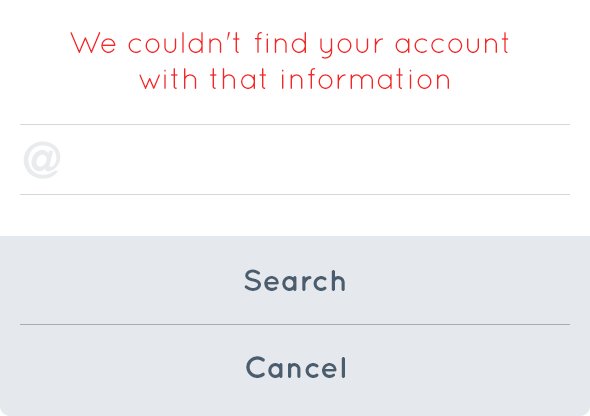 We couldn't find your account
with that information
@
Search
Cancel